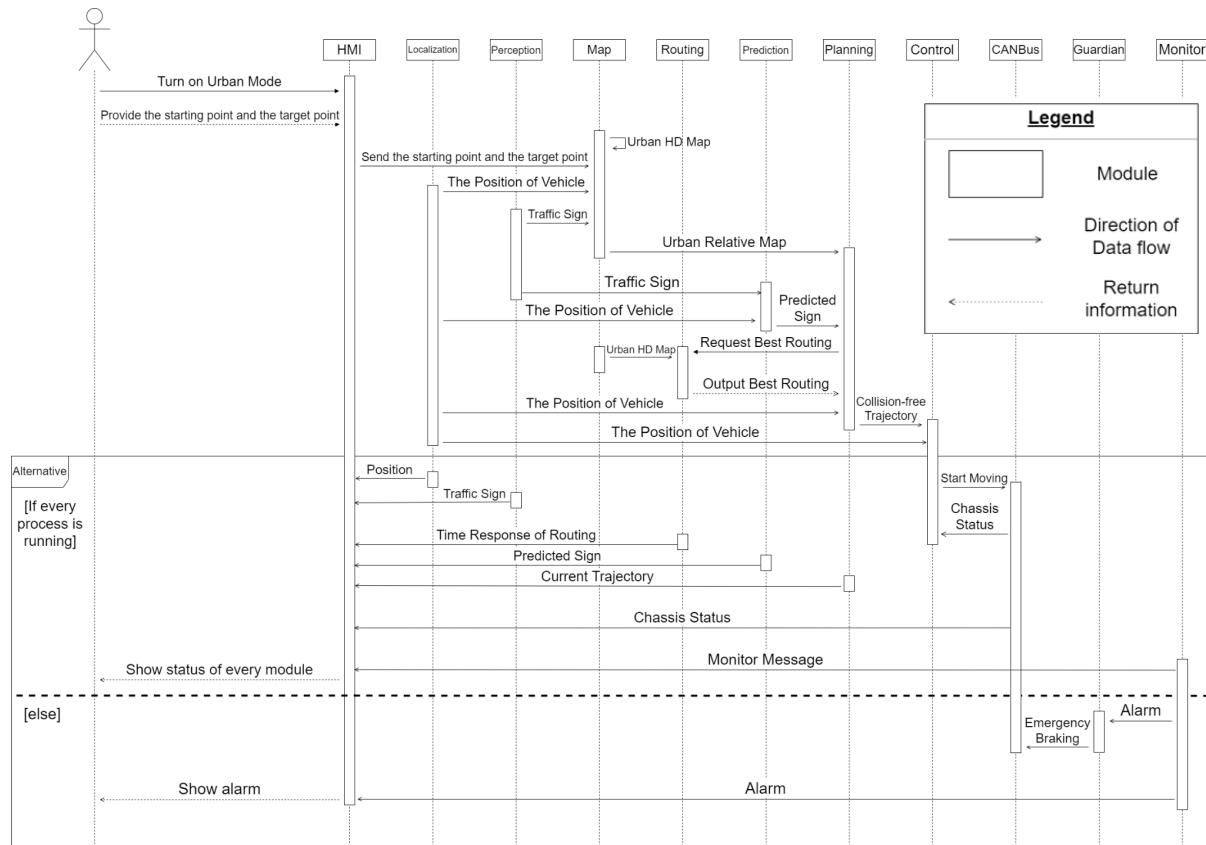 HMI
Localization
Perception
Map
Routing
Prediction
Planning
Control
CANBus
Guardian
Monitor
Turn on Urban Mode
Provide the starting point and the target point
Legend
Module
Direction of
Data flow
Return
information
Urban HD Map
Send the starting point and the target point
The Position of Vehicle
Traffic Sign
Urban Relative Map
Traffic Sign
The Position of Vehicle
Predicted
Sign
Request Best Routing
Urban HD Map
Output Best Routing
The Position of Vehicle
Collision-free
Trajectory
The Position of Vehicle
Alternative
[If every
process is
running]
Position
Start Moving
Traffic Sign
Chassis
Status
Time Response of Routing
Predicted Sign
Current Trajectory
Chassis Status
Monitor Message
Show status of every module
[else]
Alarm
Emergency
Braking
Alarm
Show alarm